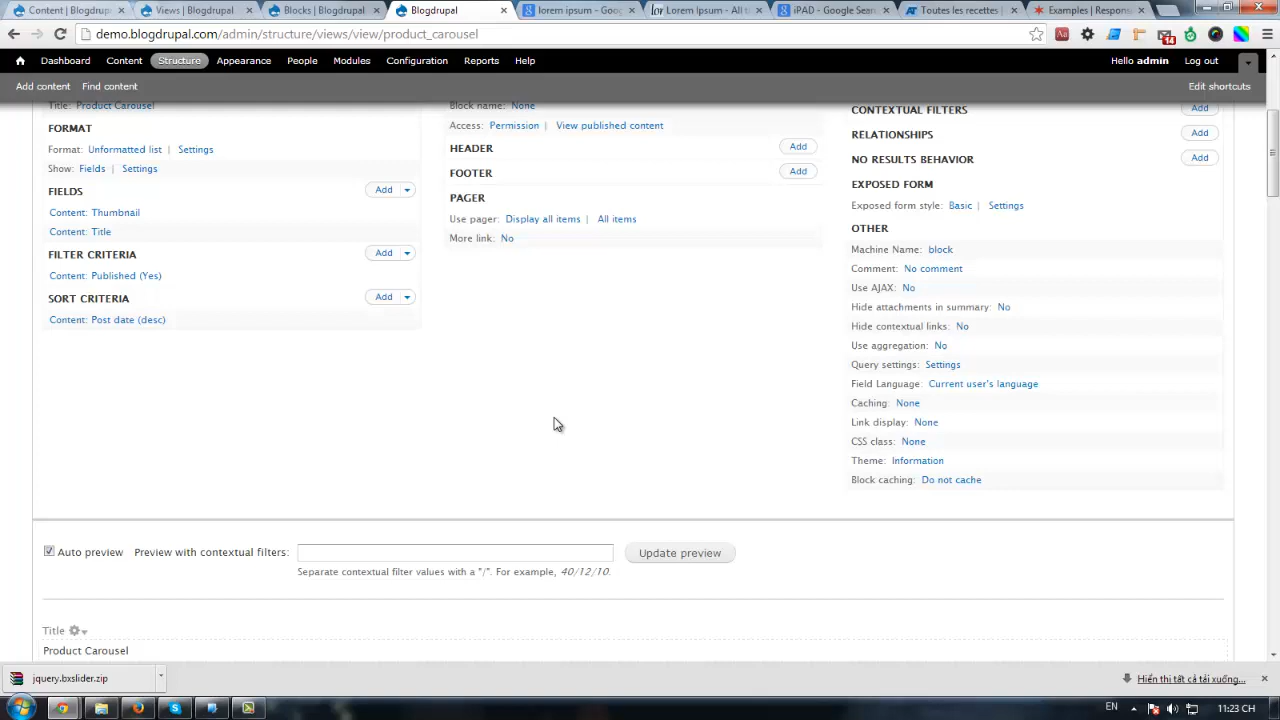 Content | Blogdrupal
Views | Blogdrupal
Blocks | Blogdrupal
Blogdrupal
lorem ipsum - Goo
Lorem Ipsum - All t
iPAD - Google Sear
Toutes les recettes
Examples | Respon
demo.blogdrupal.com/admin/structure/views/view/product_carousel
14
Dashboard Content Structure Appearance People Modules Configuration Reports Help
Hello admin Log out
Add content Find content
Edit shortcuts
Title: Product Carousel
FORMAT
Format: Unformatted list | Settings
Show: Fields | Settings
FIELDS
Add
Content: Thumbnail
Content: Title
FILTER CRITERIA
Add
Content: Published (Yes)
SORT CRITERIA
Add
Content: Post date (desc)
Block name: None
Access: Permission | View published content
HEADER
Add
FOOTER
Add
PAGER
Use pager: Display all items | All items
More link: No
CONTEXTUAL FILTERS
Add
RELATIONSHIPS
Add
NO RESULTS BEHAVIOR
Add
EXPOSED FORM
Exposed form style: Basic | Settings
OTHER
Machine Name: block
Comment: No comment
Use AJAX: No
Hide attachments in summary: No
Hide contextual links: No
Use aggregation: No
Query settings: Settings
Field Language: Current user's language
Caching: None
Link display: None
CSS class: None
Theme: Information
Block caching: Do not cache
Auto preview
Preview with contextual filters:
Update preview
Separate contextual filter values with a "/". For example, 40/12/10.
Title
Product Carousel
jquery.bxslider.zip
Hiển thị tất cả tải xuống...
EN
11:23 CH